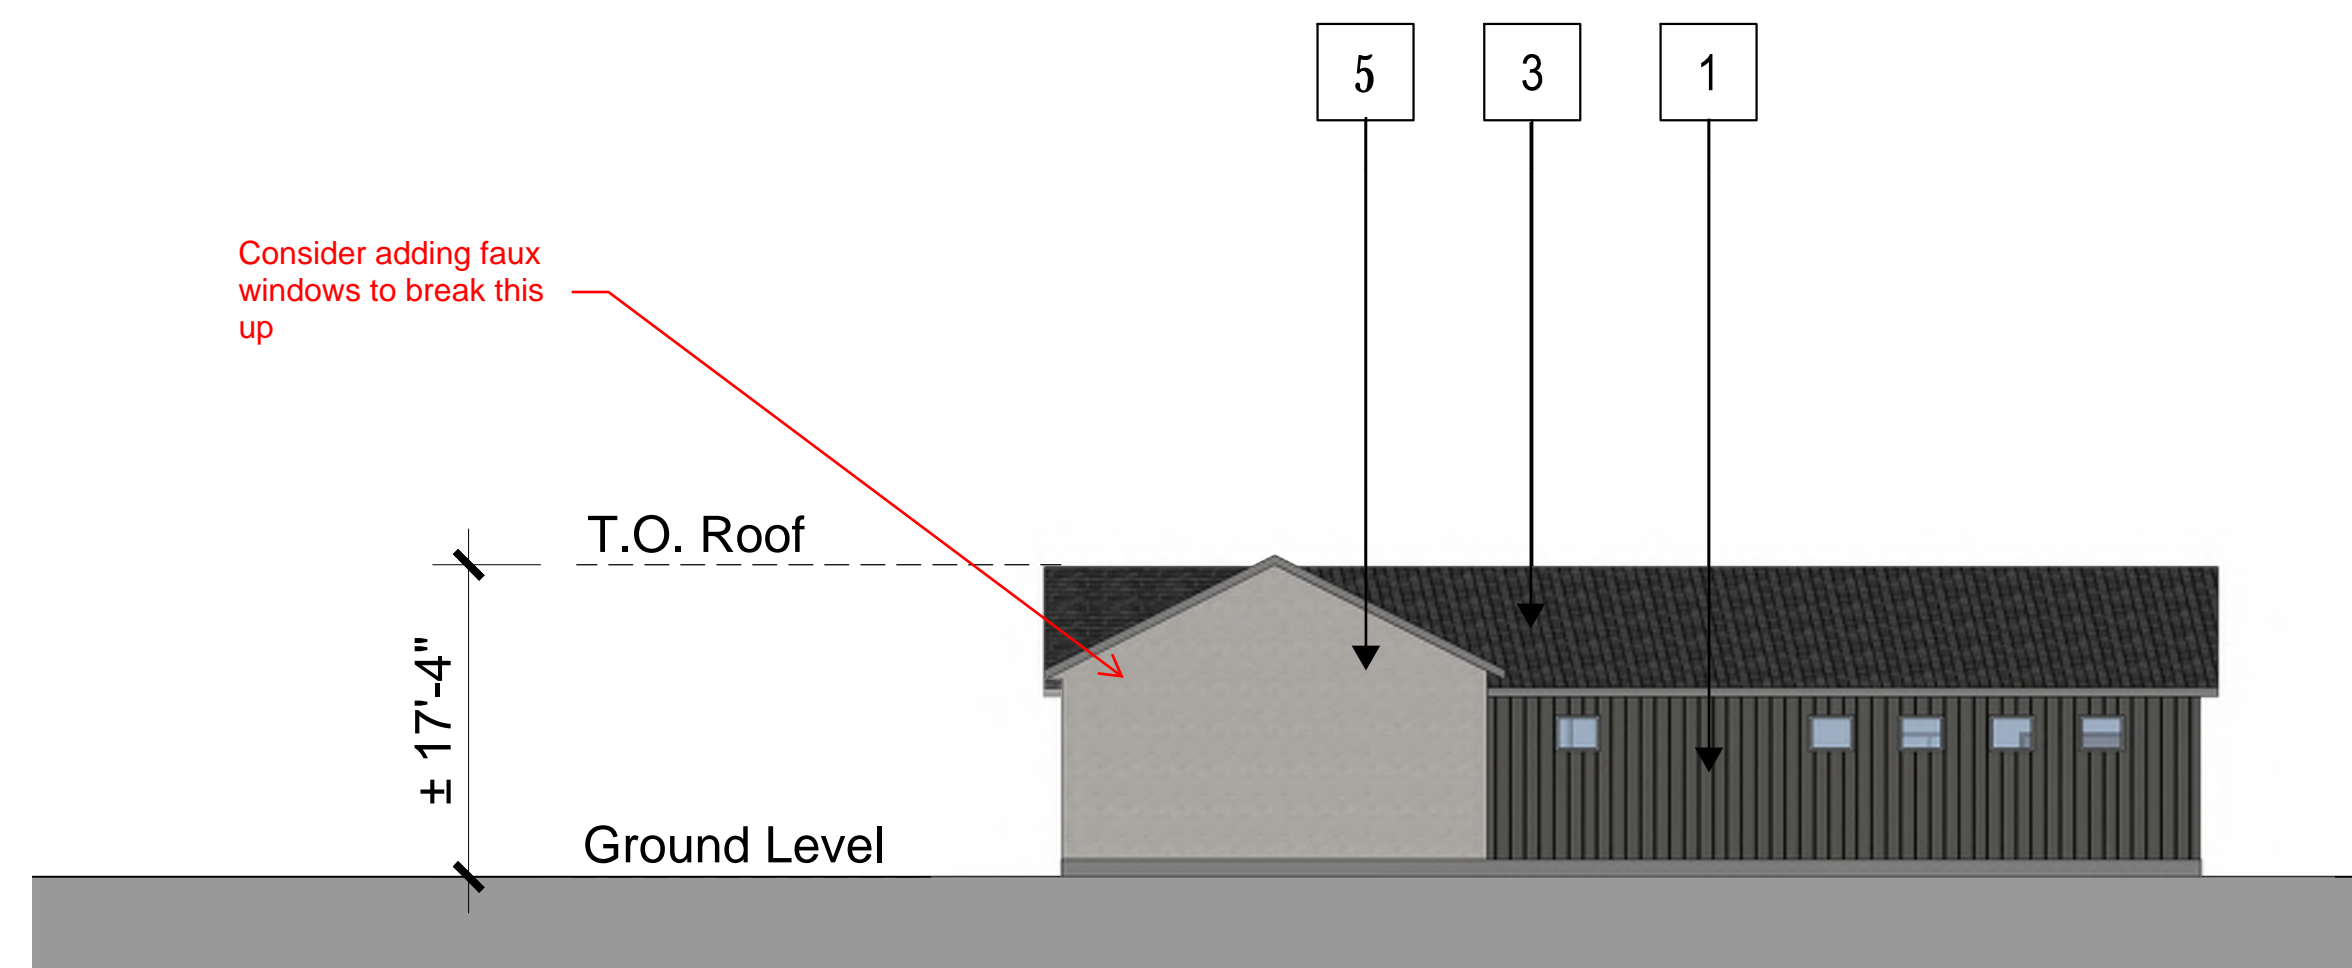 5 3 1
Consider adding faux
windows to break this
up
T.O. Roof
± 17'-4"
Ground Level